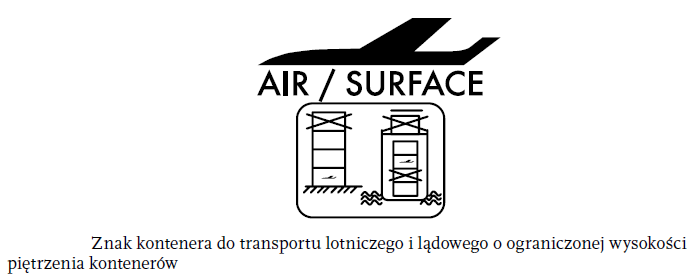 AIR / SURFACE
Znak kontenera do transportu lotniczego i lądowego o ograniczonej wysokości
piętrzenia kontenerów